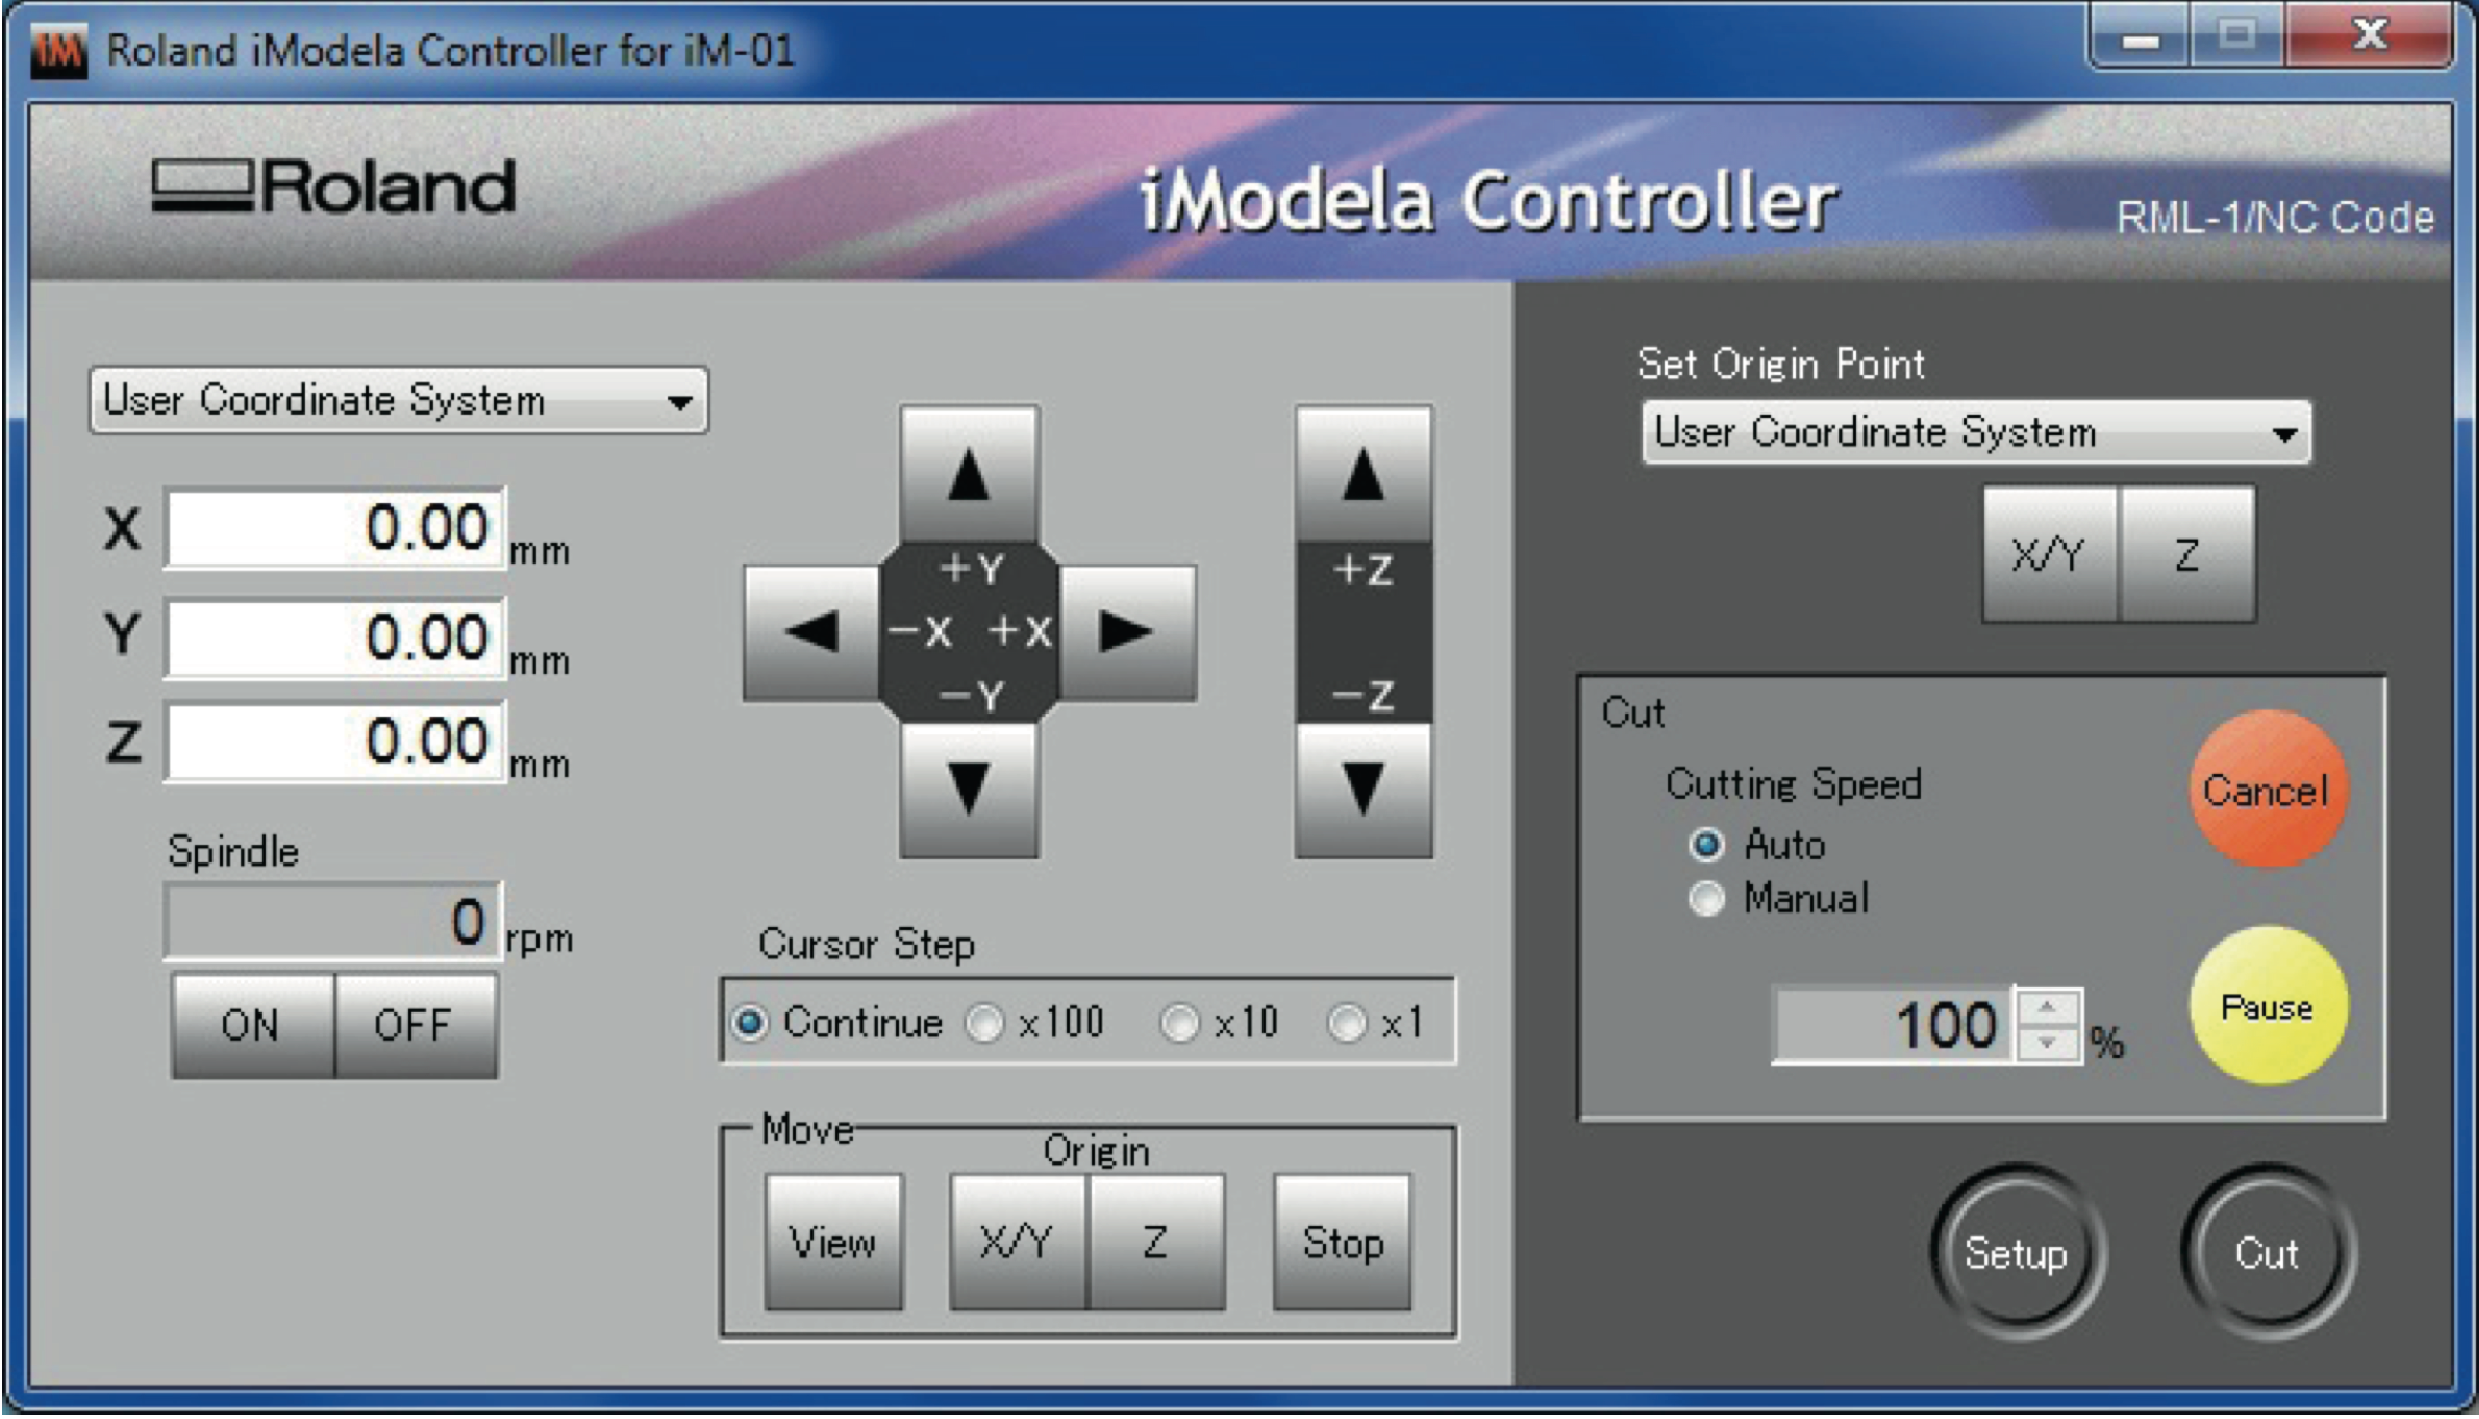 iM Roland iModela Controller for iM-01
Roland
iModela Controller
RML-1/NC Code
User Coordinate System
X 0.00 mm
Y 0.00 mm
Z 0.00 mm
Spindle
0 rpm
ON OFF
+Y
-X +X
-Y
+Z
-Z
Cursor Step
Continue x100 x10 x1
Move
Origin
View X/Y Z Stop
Set Origin Point
User Coordinate System
X/Y Z
Cut
Cutting Speed
Auto
Manual
100 %
Cancel
Pause
Setup Cut